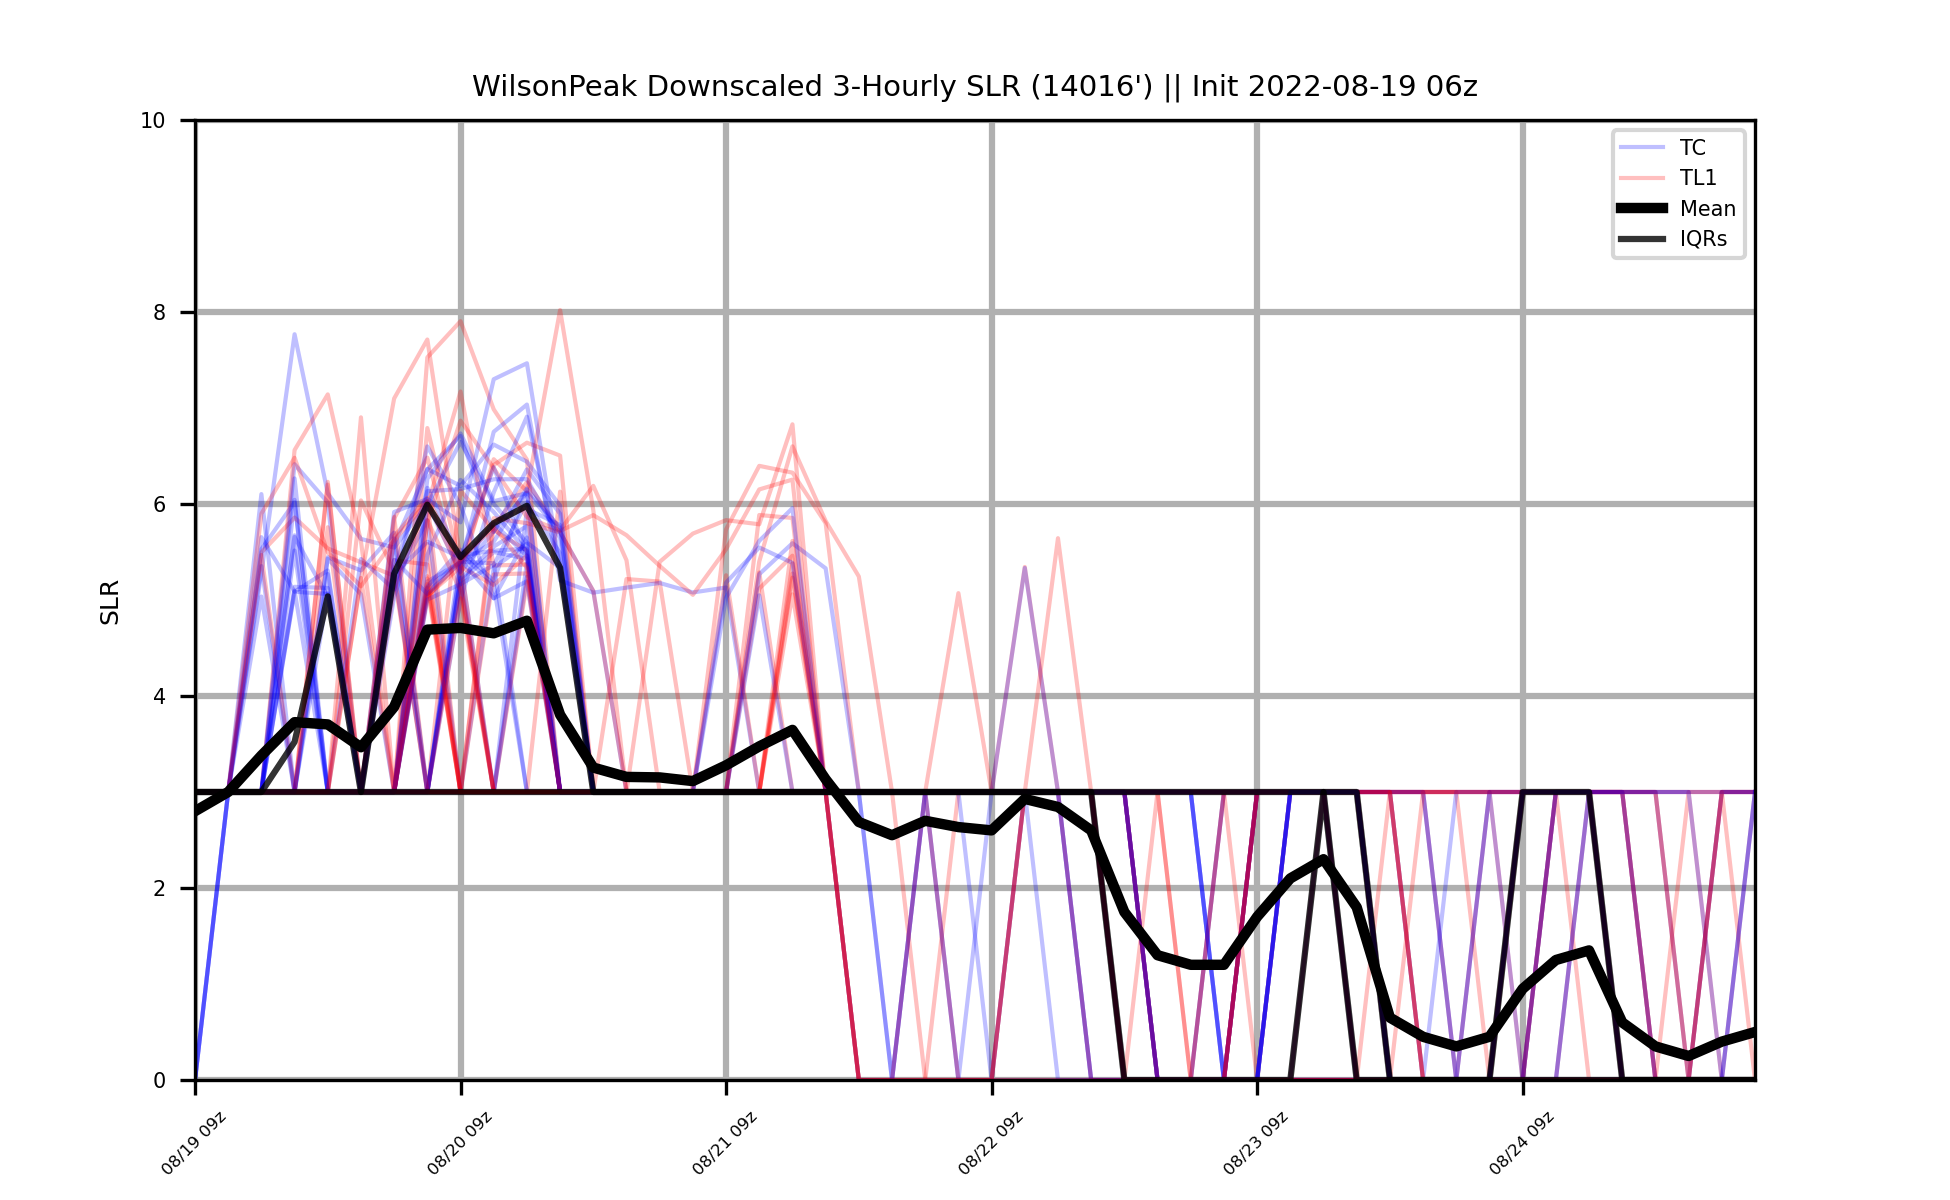 WilsonPeak Downscaled 3-Hourly SLR (14016') || Init 2022-08-19 06z
10
8
6
4
2
0
SLR
TC
TL1
Mean
IQRs
08/19 09z
08/20 09z
08/21 09z
08/22 09z
08/23 09z
08/24 09z